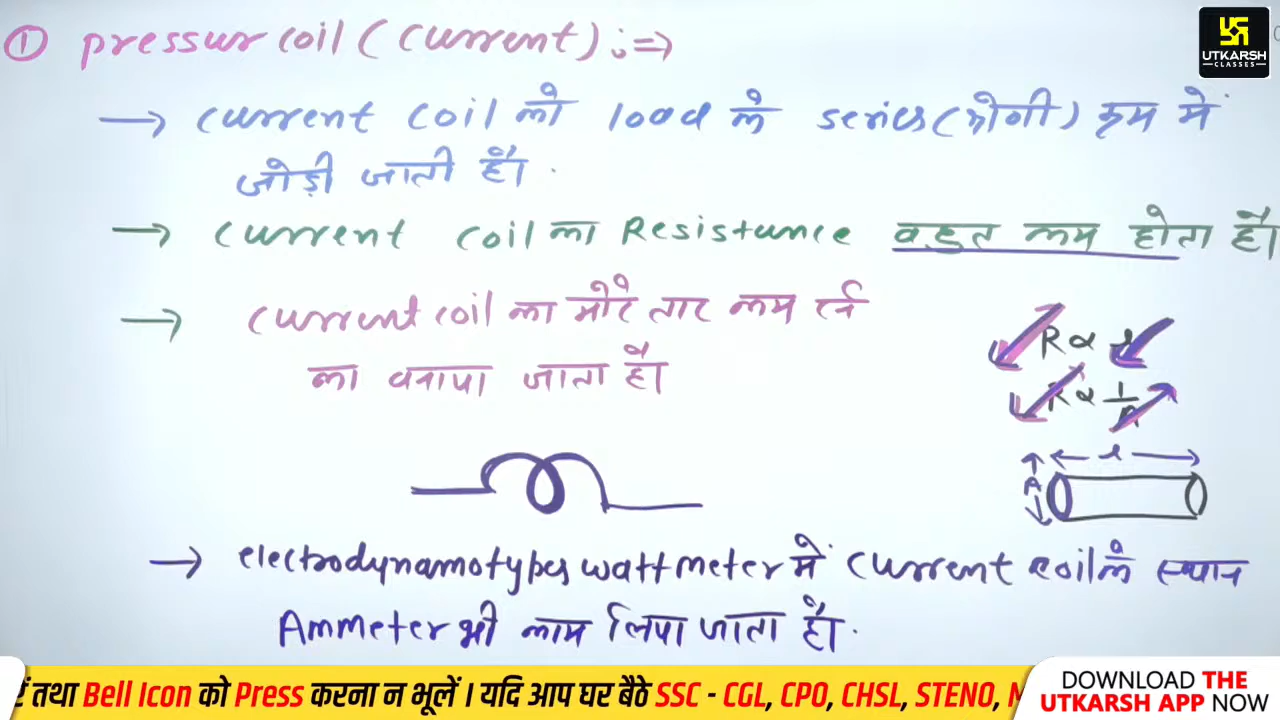 ① pressur coil (current) :⇒
UTKARSH
CLASSES
→ current coil को load के series (श्रेणी) क्रम में
जोड़ी जाती है।
→ current coil का Resistance बहुत कम होता है।
→ current coil का मोटे तार कम टर्न
का बनाया जाता है।
R ∝ l
R ∝ 1/A
l
A
→ electrodynamotypes wattmeter में current coil के स्थान
Ammeter भी काम लिया जाता है।
रें तथा Bell Icon को Press करना न भूलें । यदि आप घर बैठे SSC - CGL, CPO, CHSL, STENO, M
DOWNLOAD THE
UTKARSH APP NOW